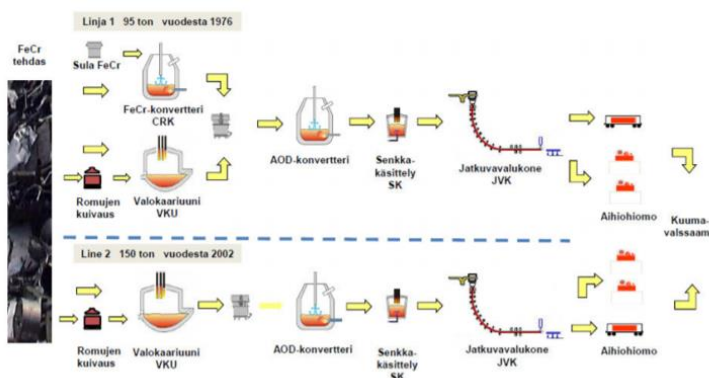 Linja 1 95 ton vuodesta 1976
FeCr
tehdas
Sula FeCr
FeCr-konvertteri
CRK
AOD-konvertteri
Senkka-
käsittely
SK
Jatkuvavalukone
JVK
Romujen
kuivaus
Valokaariuuni
VKU
Aihiohiomo
Kuuma-
valssaam
Line 2 150 ton vuodesta 2002
Romujen
kuivaus
Valokaariuuni
VKU
AOD-konvertteri
Senkka-
käsittely
SK
Jatkuvavalukone
JVK
Aihiohiomo